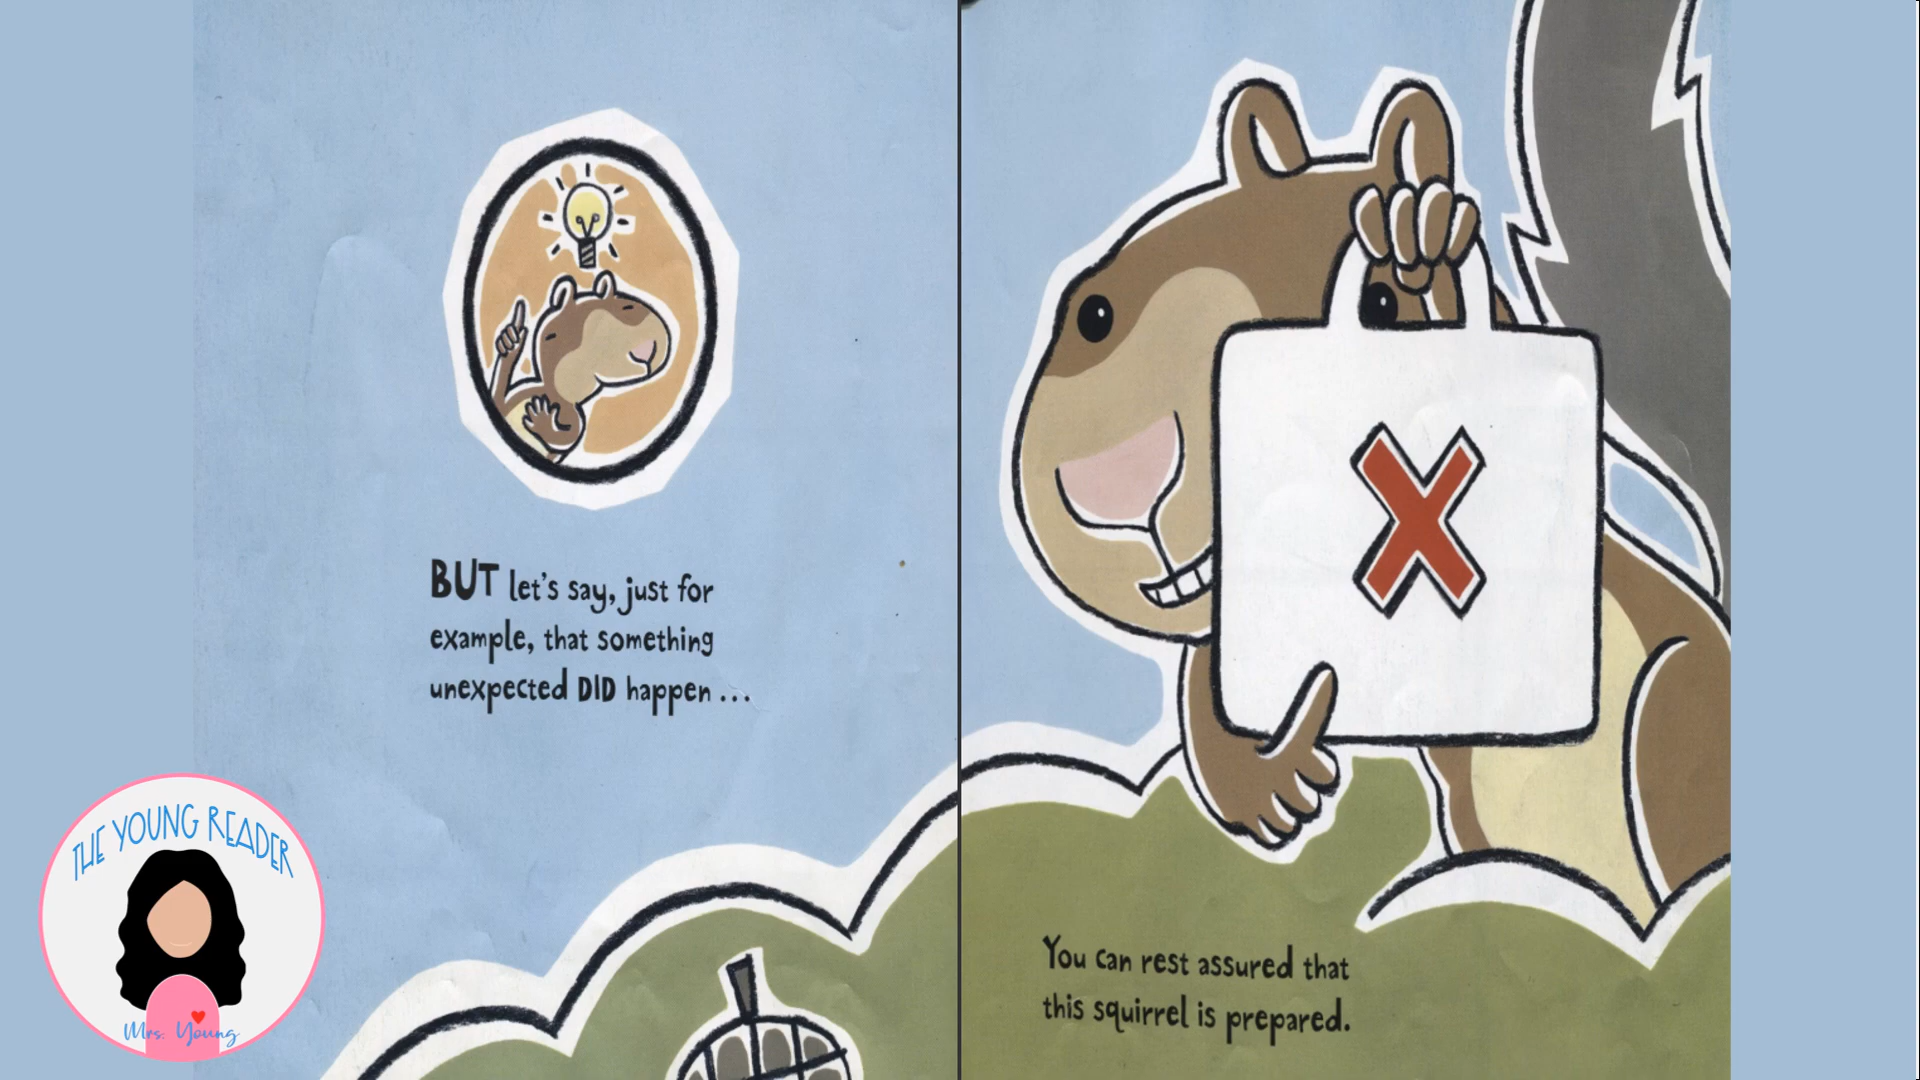 BUT let's say, just for
example, that something
unexpected DID happen ...
X
You can rest assured that
this squirrel is prepared.
THE YOUNG READER
Mrs. Young